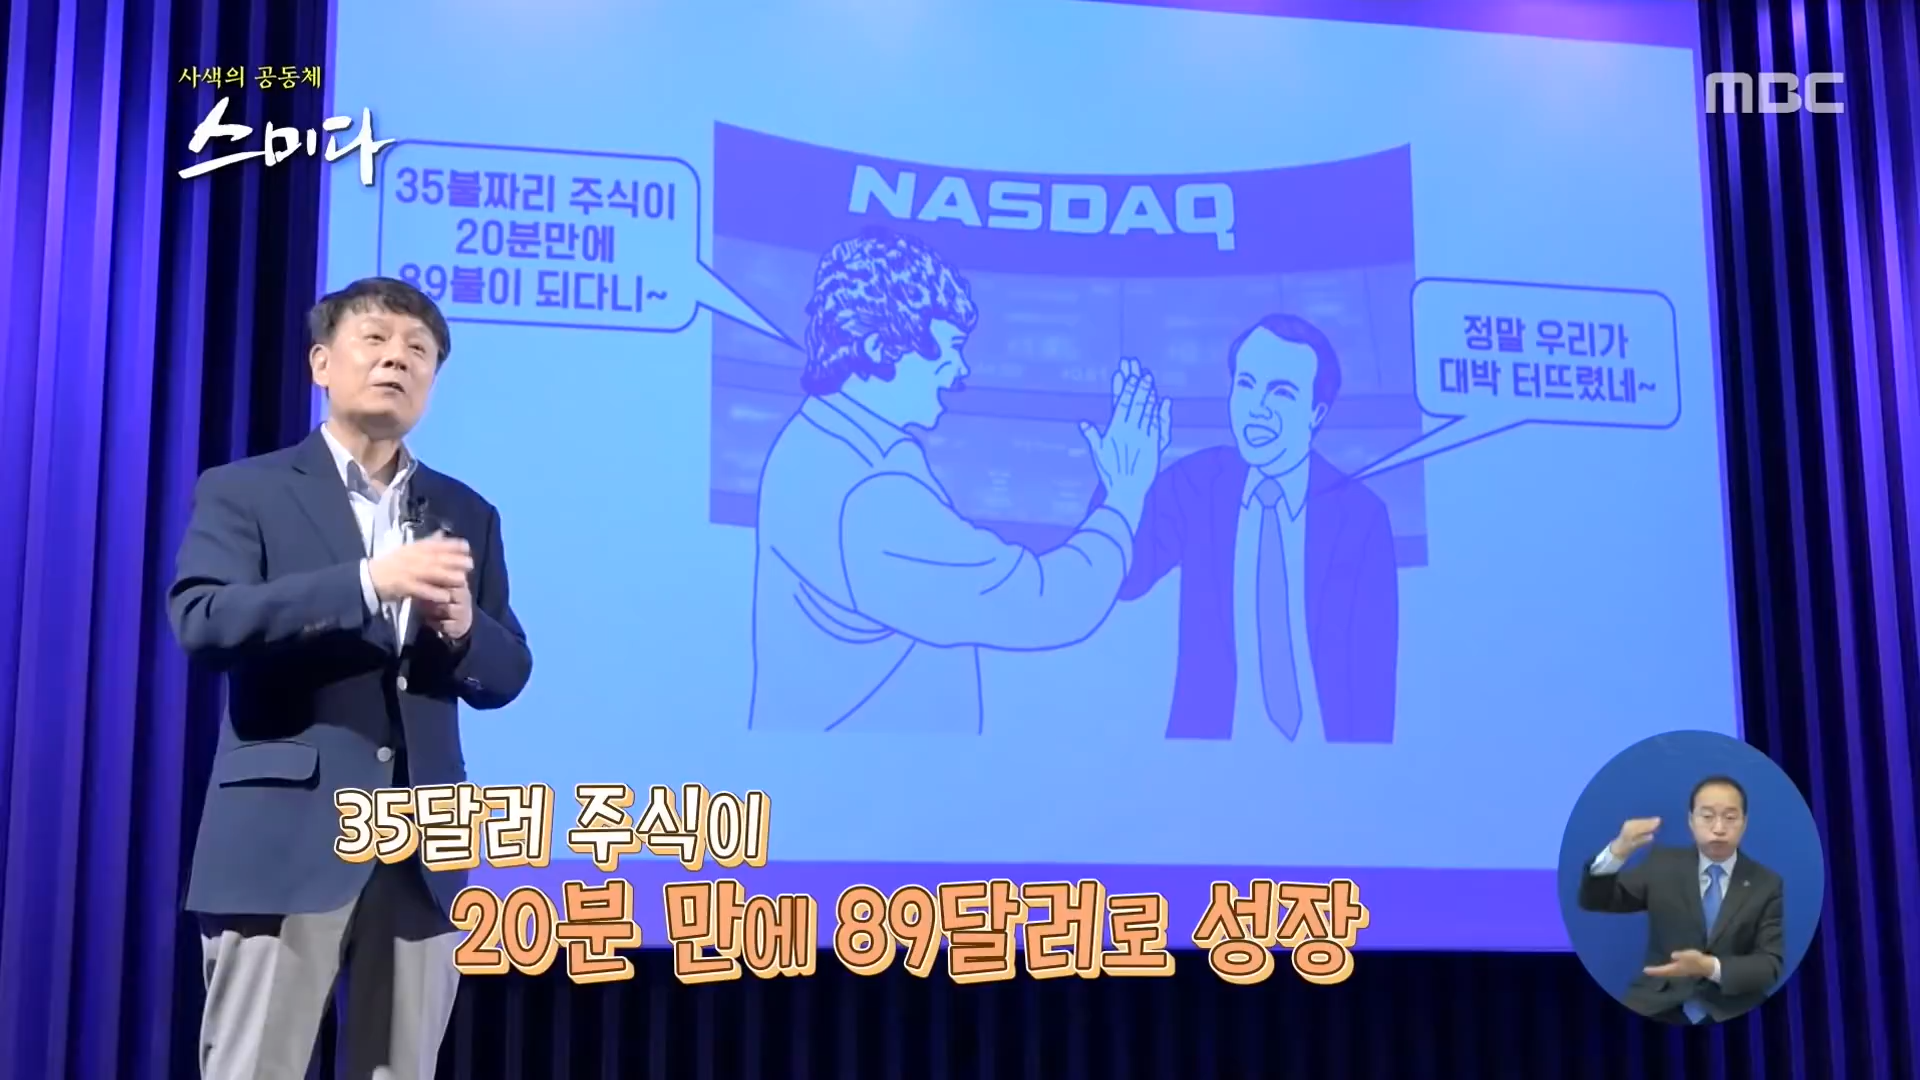 사색의 공동체
스미다
MBC
35불짜리 주식이
20분만에
89불이 되다니~
NASDAQ
정말 우리가
대박 터뜨렸네~
35달러 주식이
20분 만에 89달러로 성장